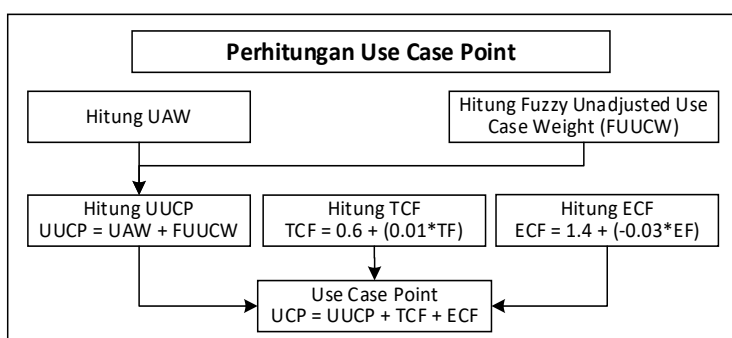 Perhitungan Use Case Point
Hitung UAW
Hitung Fuzzy Unadjusted Use
Case Weight (FUUCW)
Hitung UUCP
UUCP = UAW + FUUCW
Hitung TCF
TCF = 0.6 + (0.01*TF)
Hitung ECF
ECF = 1.4 + (-0.03*EF)
Use Case Point
UCP = UUCP + TCF + ECF